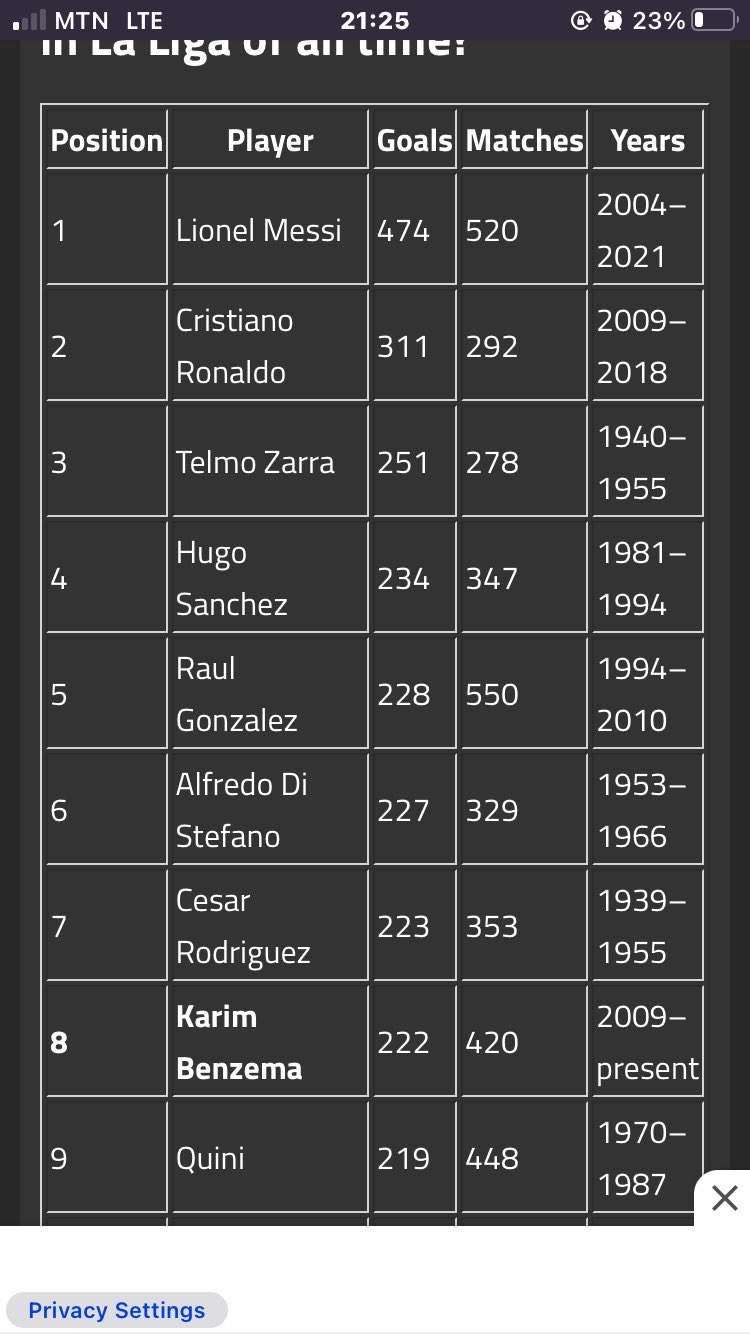 MTN LTE 21:25 23%
in La Liga of all time?
Position Player Goals Matches Years
1 Lionel Messi 474 520 2004–
2021
2 Cristiano
Ronaldo 311 292 2009–
2018
3 Telmo Zarra 251 278 1940–
1955
4 Hugo
Sanchez 234 347 1981–
1994
5 Raul
Gonzalez 228 550 1994–
2010
6 Alfredo Di
Stefano 227 329 1953–
1966
7 Cesar
Rodriguez 223 353 1939–
1955
8 Karim
Benzema 222 420 2009–
present
9 Quini 219 448 1970–
1987
Privacy Settings